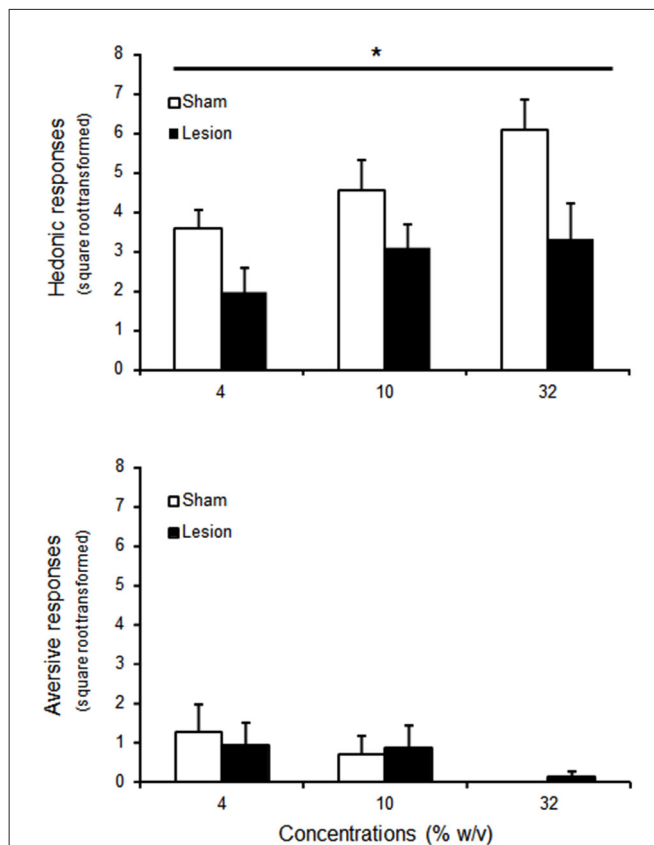 *
8
7
6
5
4
3
2
1
0
Hedonic responses
(square root transformed)
Sham
Lesion
4 10 32
8
7
6
5
4
3
2
1
0
Aversive responses
(square root transformed)
Sham
Lesion
4 10 32
Concentrations (% w/v)